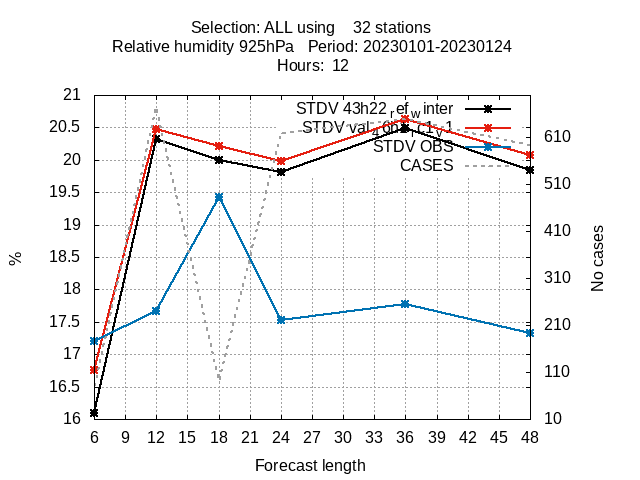 Selection: ALL using    32 stations
Relative humidity 925hPa   Period: 20230101-20230124
Hours:  12
STDV 43h22 ef_winter
STDV
STDV OBS
CASES
21
20.5
20
19.5
19
18.5
18
17.5
17
16.5
16
%
610
510
410
310
210
110
10
No cases
6 9 12 15 18 21 24 27 30 33 36 39 42 45 48
Forecast length